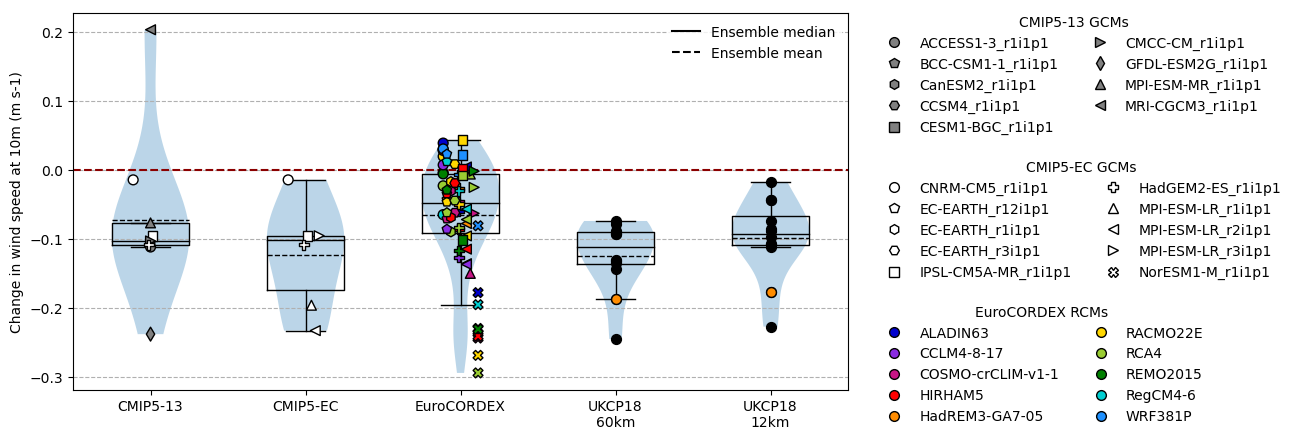 Change in wind speed at 10m (m s-1)
0.2
0.1
0.0
−0.1
−0.2
−0.3
Ensemble median
Ensemble mean
CMIP5-13
CMIP5-EC
EuroCORDEX
UKCP18
60km
UKCP18
12km
CMIP5-13 GCMs
ACCESS1-3_r1i1p1
BCC-CSM1-1_r1i1p1
CanESM2_r1i1p1
CCSM4_r1i1p1
CESM1-BGC_r1i1p1
CMCC-CM_r1i1p1
GFDL-ESM2G_r1i1p1
MPI-ESM-MR_r1i1p1
MRI-CGCM3_r1i1p1
CMIP5-EC GCMs
CNRM-CM5_r1i1p1
EC-EARTH_r12i1p1
EC-EARTH_r1i1p1
EC-EARTH_r3i1p1
IPSL-CM5A-MR_r1i1p1
HadGEM2-ES_r1i1p1
MPI-ESM-LR_r1i1p1
MPI-ESM-LR_r2i1p1
MPI-ESM-LR_r3i1p1
NorESM1-M_r1i1p1
EuroCORDEX RCMs
ALADIN63
CCLM4-8-17
COSMO-crCLIM-v1-1
HIRHAM5
HadREM3-GA7-05
RACMO22E
RCA4
REMO2015
RegCM4-6
WRF381P